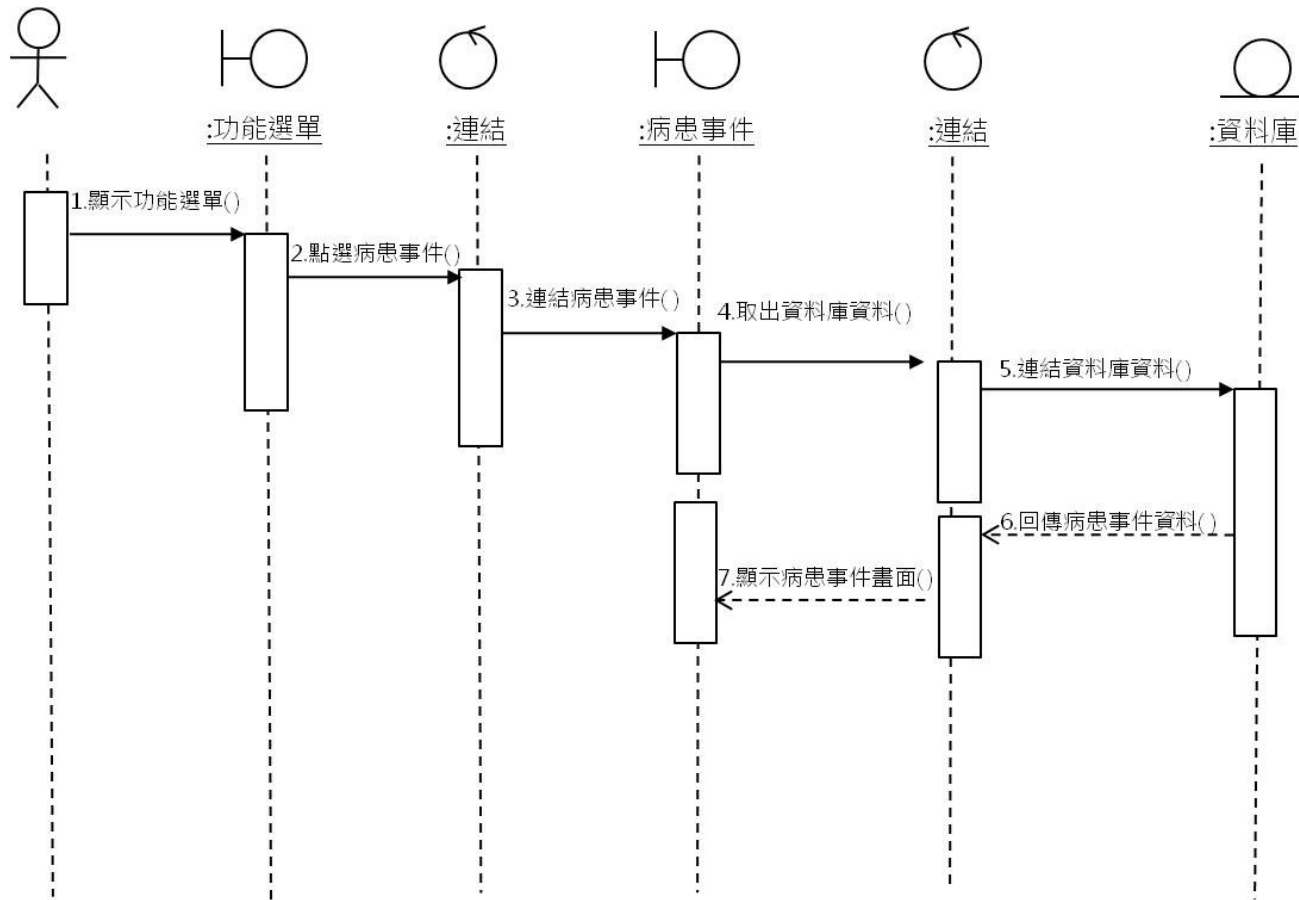 :功能選單
:連結
:病患事件
:連結
:資料庫
1.顯示功能選單()
2.點選病患事件()
3.連結病患事件()
4.取出資料庫資料()
5.連結資料庫資料()
6.回傳病患事件資料()
7.顯示病患事件畫面()